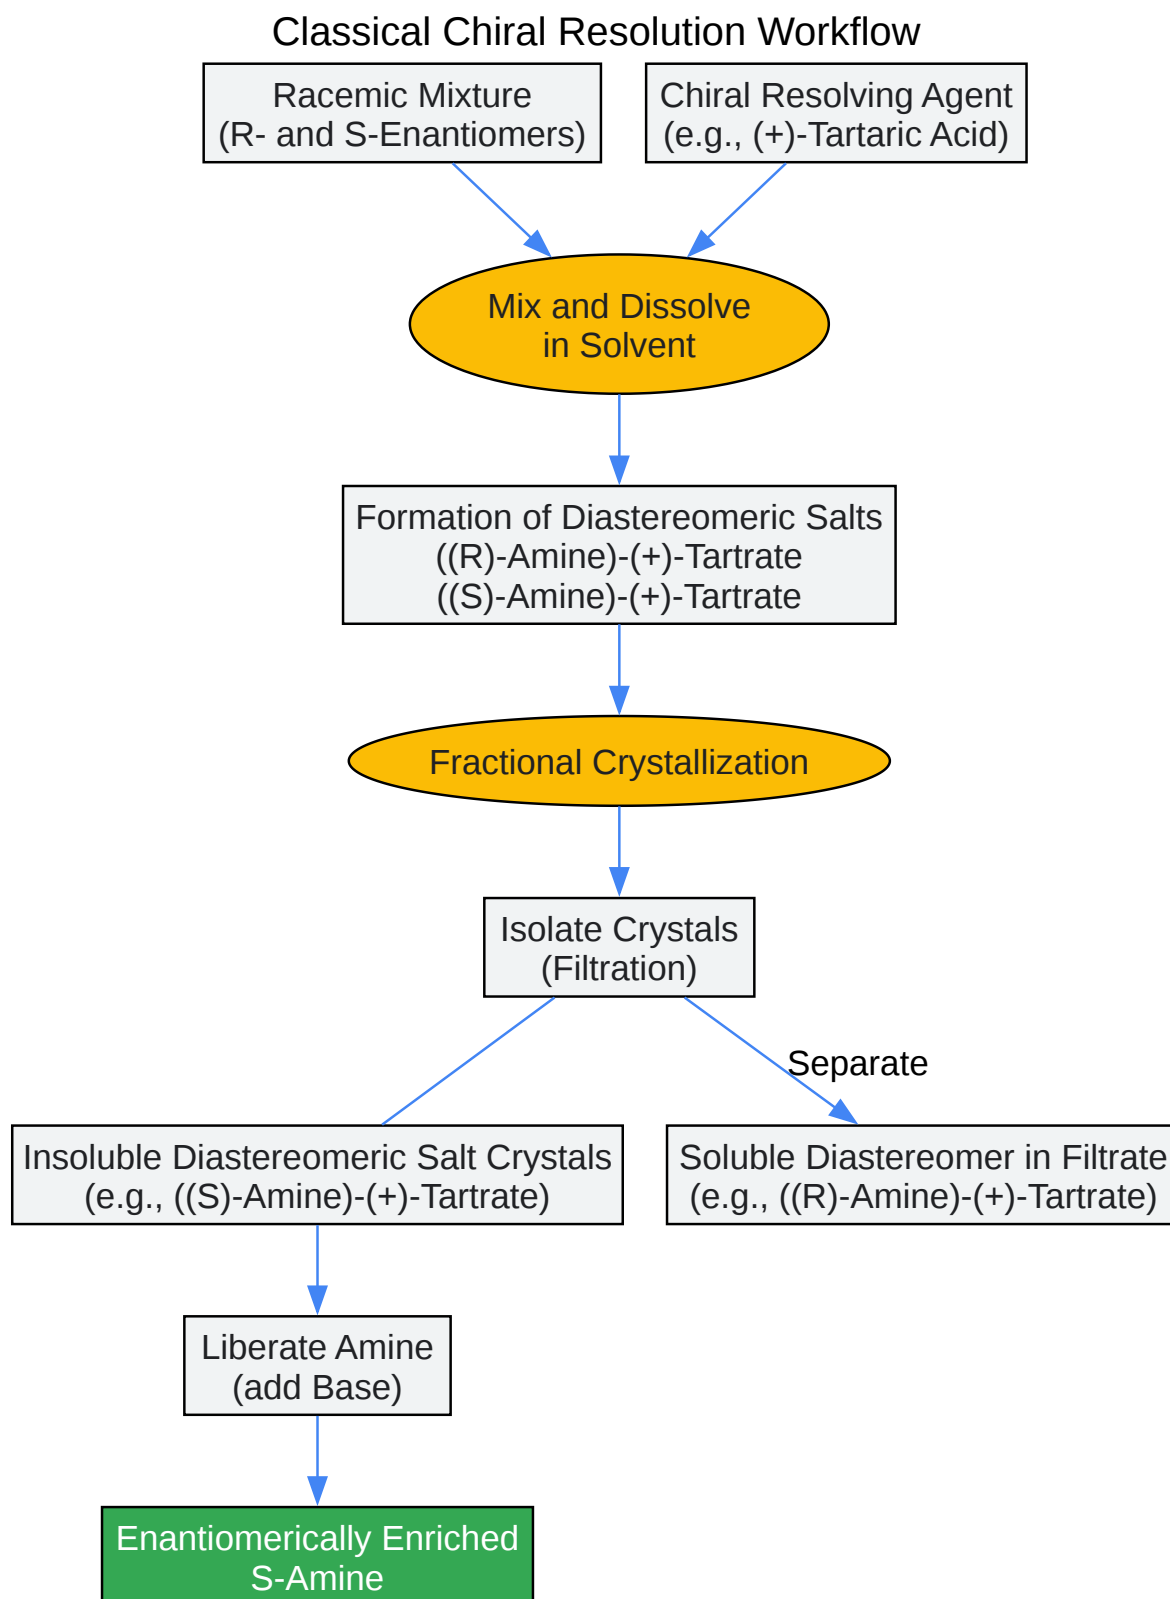 Classical Chiral Resolution Workflow
Racemic Mixture
(R- and S-Enantiomers)
Chiral Resolving Agent
(e.g., (+)-Tartaric Acid)
Mix and Dissolve
in Solvent
Formation of Diastereomeric Salts
((R)-Amine)-(+)-Tartrate
((S)-Amine)-(+)-Tartrate
Fractional Crystallization
Isolate Crystals
(Filtration)
Separate
Insoluble Diastereomeric Salt Crystals
(e.g., ((S)-Amine)-(+)-Tartrate)
Soluble Diastereomer in Filtrate
(e.g., ((R)-Amine)-(+)-Tartrate)
Liberate Amine
(add Base)
Enantiomerically Enriched
S-Amine